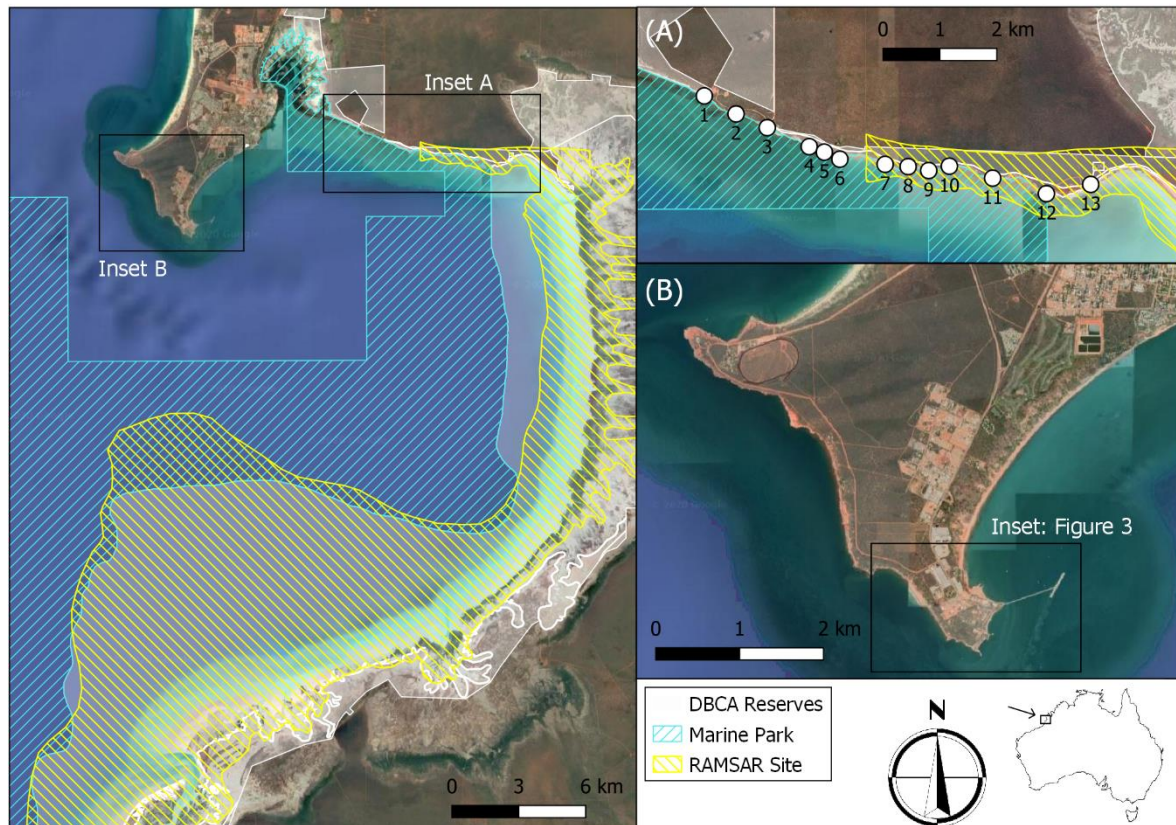 Inset A
Inset B
0 3 6 km
(A)
0 1 2 km
1
2
3
4
5
6
7
8
9
10
11
12
13
(B)
Inset: Figure 3
0 1 2 km
DBCA Reserves
Marine Park
RAMSAR Site
N